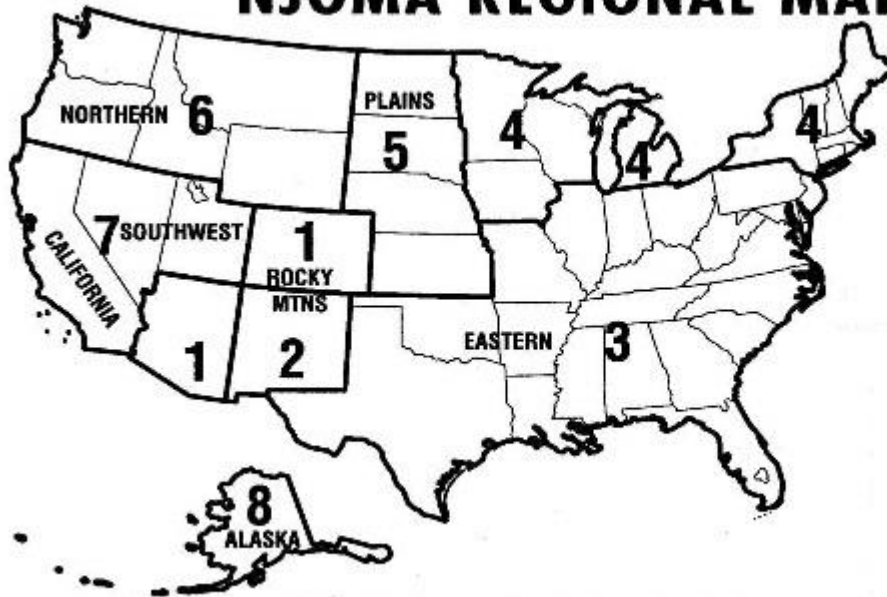 NJOMA REGIONAL MAP
PLAINS
NORTHERN 6
4
4
5
4
7 SOUTHWEST
1
ROCKY
CALIFORNIA
MTNS
EASTERN 3
1
2
8
ALASKA